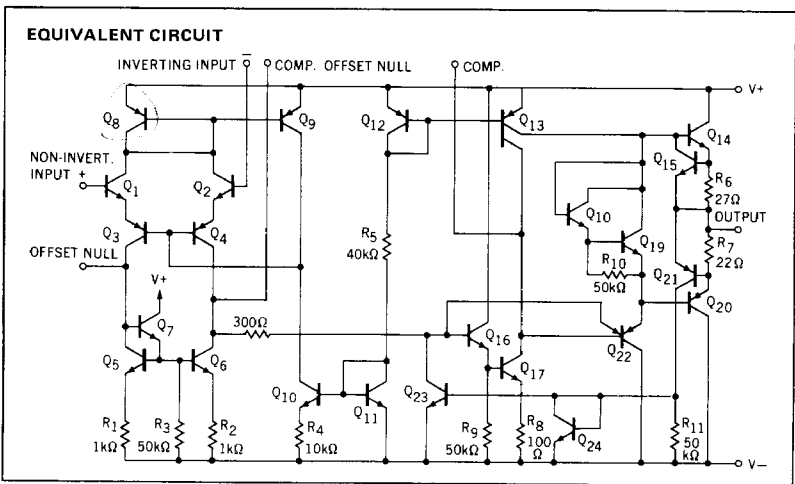 EQUIVALENT CIRCUIT
INVERTING INPUT –
COMP. OFFSET NULL
COMP.
V+
Q8
Q9
Q12
Q13
Q14
Q15
NON-INVERT.
INPUT +
Q1
Q2
R6
27Ω
Q10
Q19
OUTPUT
Q3
Q4
R5
40kΩ
R7
22Ω
OFFSET NULL
R10
50kΩ
Q21
V+
Q7
Q20
300Ω
Q16
Q22
Q5
Q6
Q17
Q10
Q11
Q23
R1
1kΩ
R3
50kΩ
R2
1kΩ
R4
10kΩ
R9
50kΩ
R8
100
Ω
Q24
R11
50
kΩ
V–